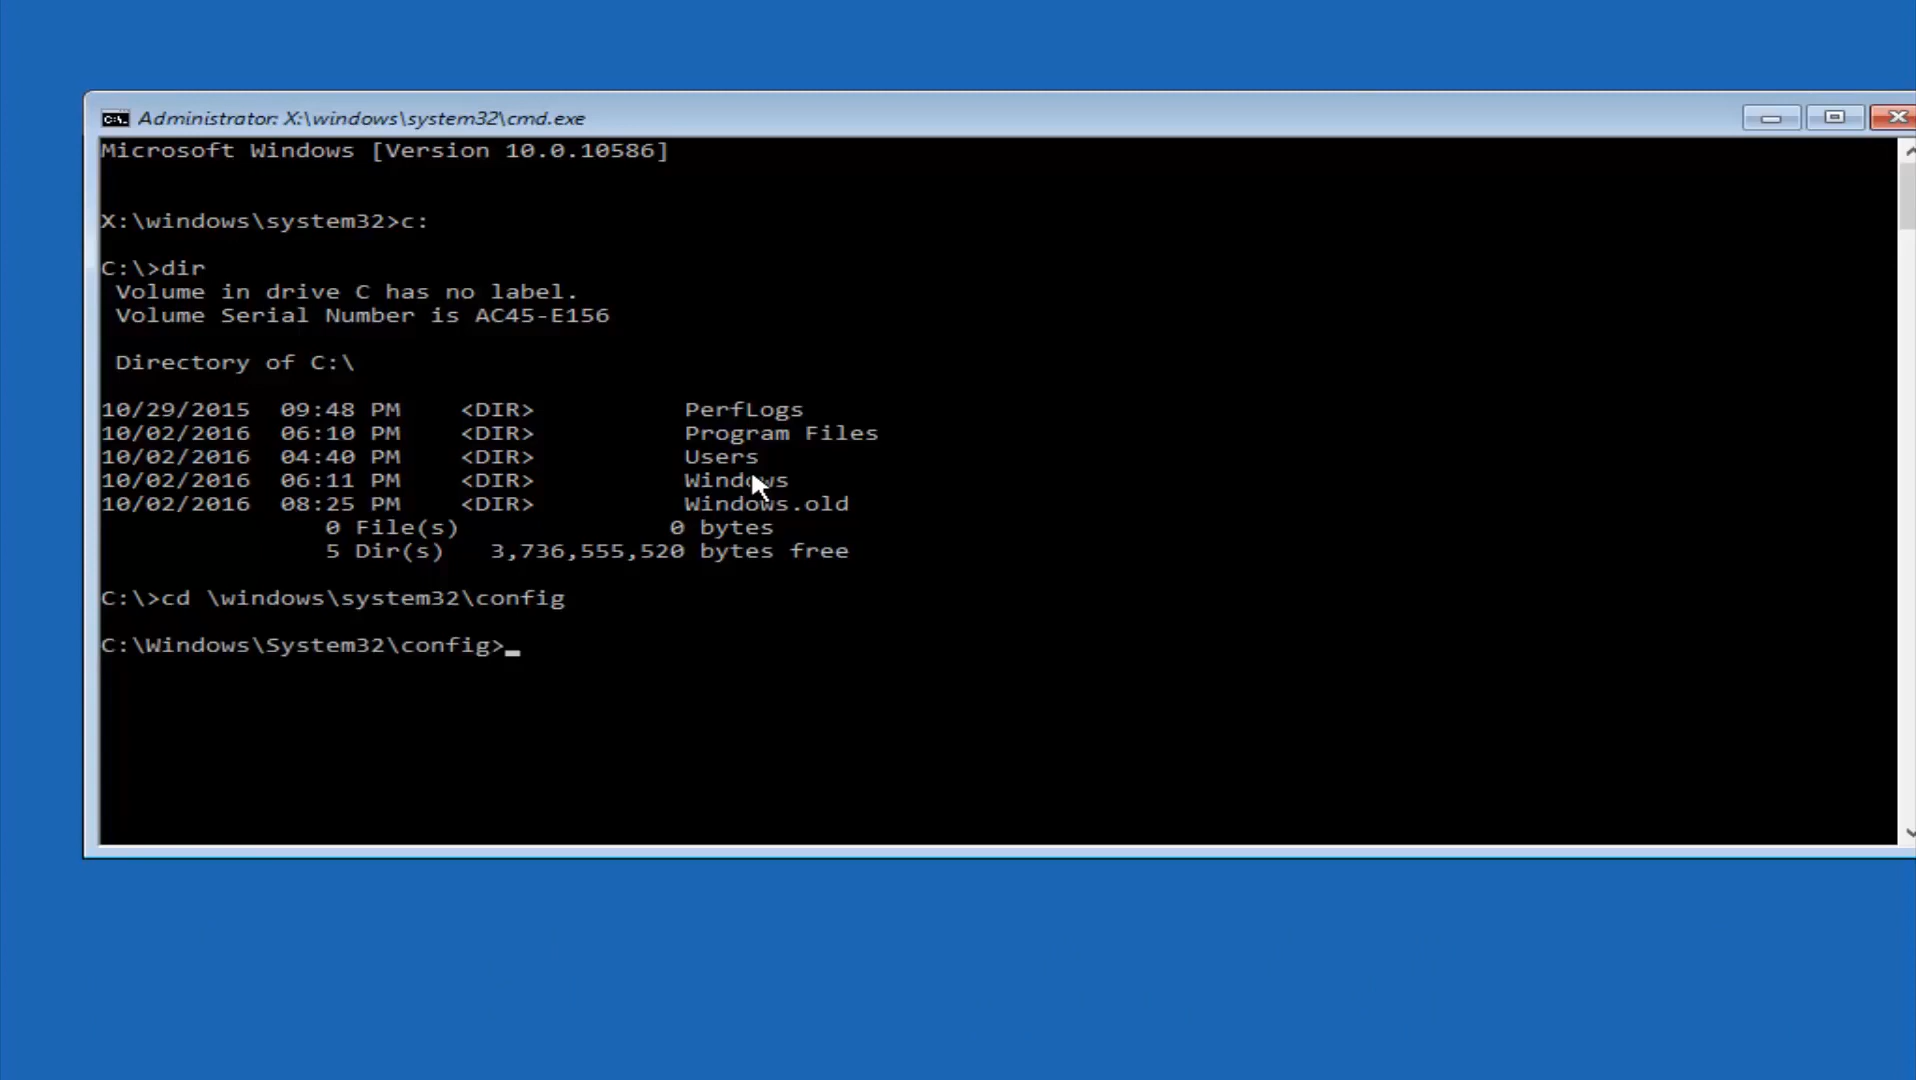 Administrator: X:\windows\system32\cmd.exe
Microsoft Windows [Version 10.0.10586]
X:\windows\system32>c:
C:\>dir
Volume in drive C has no label.
Volume Serial Number is AC45-E156
Directory of C:\
10/29/2015 09:48 PM <DIR> PerfLogs
10/02/2016 06:10 PM <DIR> Program Files
10/02/2016 04:40 PM <DIR> Users
10/02/2016 06:11 PM <DIR> Windows
10/02/2016 08:25 PM <DIR> Windows.old
0 File(s) 0 bytes
5 Dir(s) 3,736,555,520 bytes free
C:\>cd \windows\system32\config
C:\Windows\System32\config>_